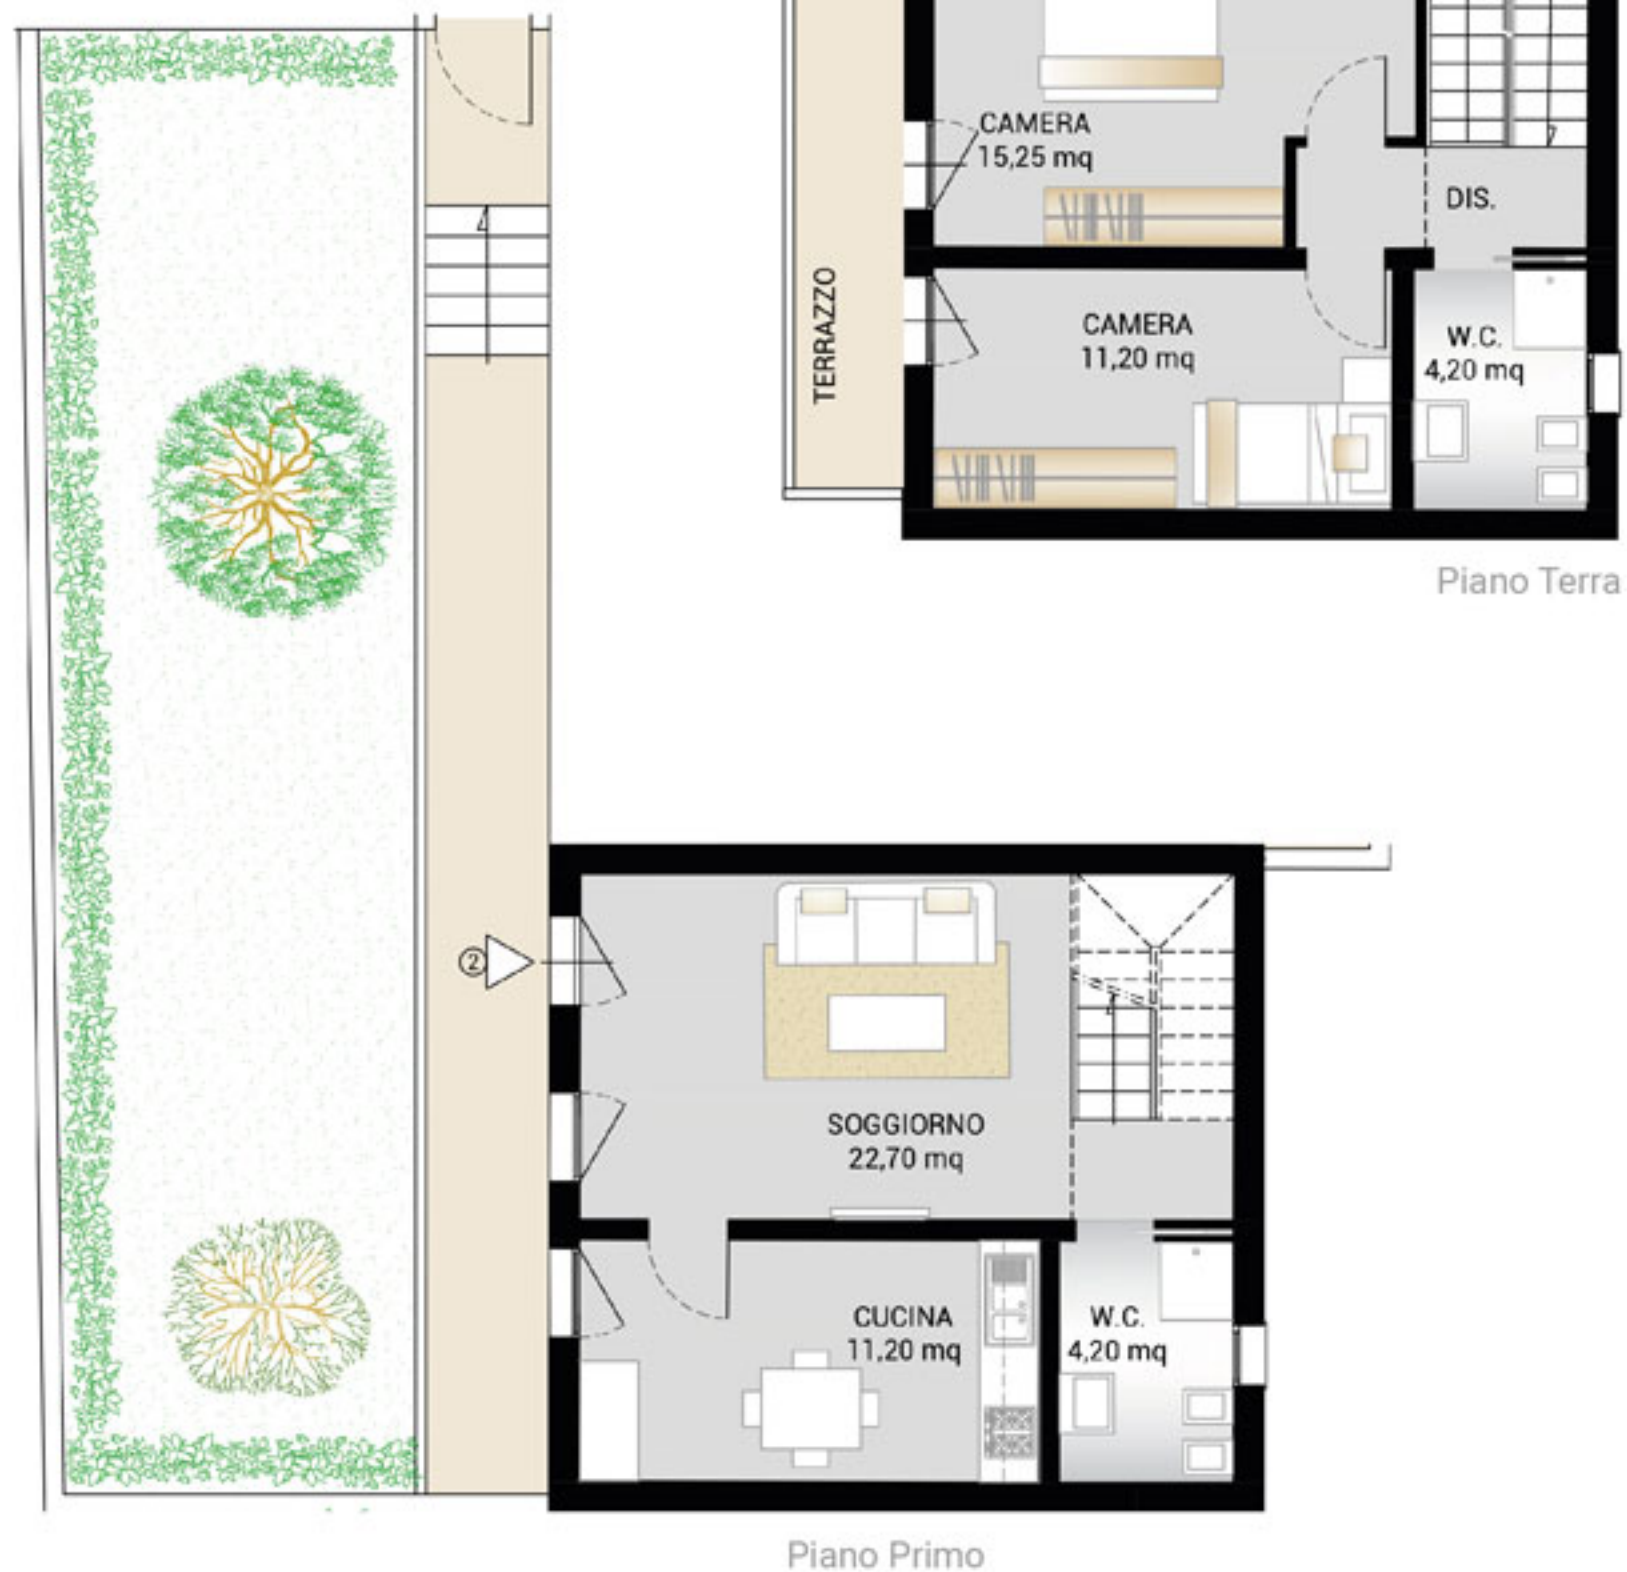 CAMERA
15,25 mq
DIS.
TERRAZZO
CAMERA
11,20 mq
W.C.
4,20 mq
Piano Terra
2
SOGGIORNO
22,70 mq
CUCINA
11,20 mq
W.C.
4,20 mq
Piano Primo